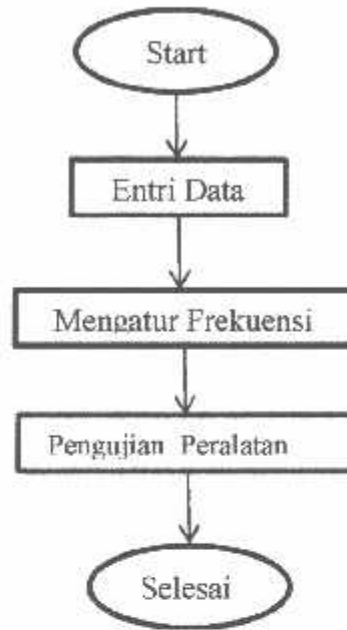 Start
Entri Data
Mengatur Frekuensi
Pengujian Peralatan
Selesai